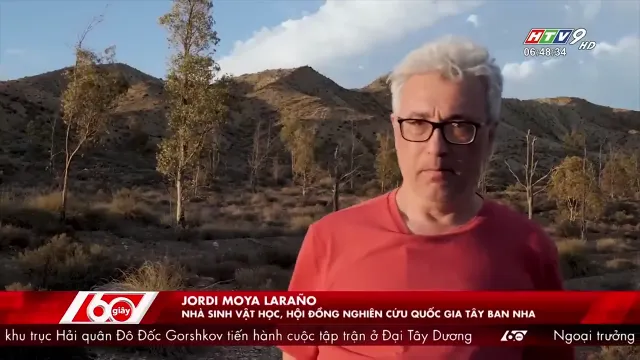 HTV9 HD
06:48:34
JORDI MOYA LARAÑO
60 giây
NHÀ SINH VẬT HỌC, HỘI ĐỒNG NGHIÊN CỨU QUỐC GIA TÂY BAN NHA
khu trục Hải quân Đô Đốc Gorshkov tiến hành cuộc tập trận ở Đại Tây Dương 60 Ngoại trưởng